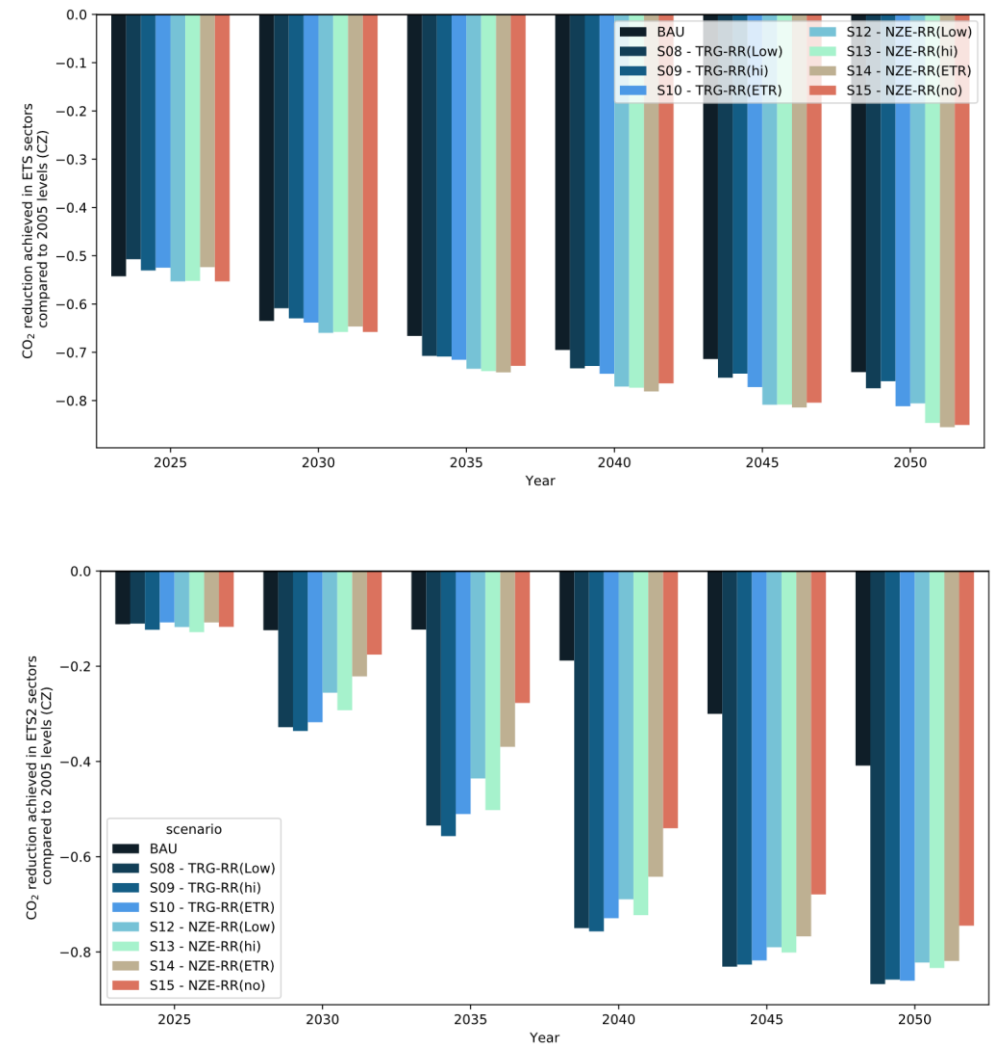 0.0
−0.1
−0.2
−0.3
−0.4
−0.5
−0.6
−0.7
−0.8
CO₂ reduction achieved in ETS sectors
compared to 2005 levels (CZ)
BAU
S08 - TRG-RR(Low)
S09 - TRG-RR(hi)
S10 - TRG-RR(ETR)
S12 - NZE-RR(Low)
S13 - NZE-RR(hi)
S14 - NZE-RR(ETR)
S15 - NZE-RR(no)
2025 2030 2035 2040 2045 2050
Year
0.0
−0.2
−0.4
−0.6
−0.8
CO₂ reduction achieved in ETS2 sectors
compared to 2005 levels (CZ)
scenario
BAU
S08 - TRG-RR(Low)
S09 - TRG-RR(hi)
S10 - TRG-RR(ETR)
S12 - NZE-RR(Low)
S13 - NZE-RR(hi)
S14 - NZE-RR(ETR)
S15 - NZE-RR(no)
2025 2030 2035 2040 2045 2050
Year